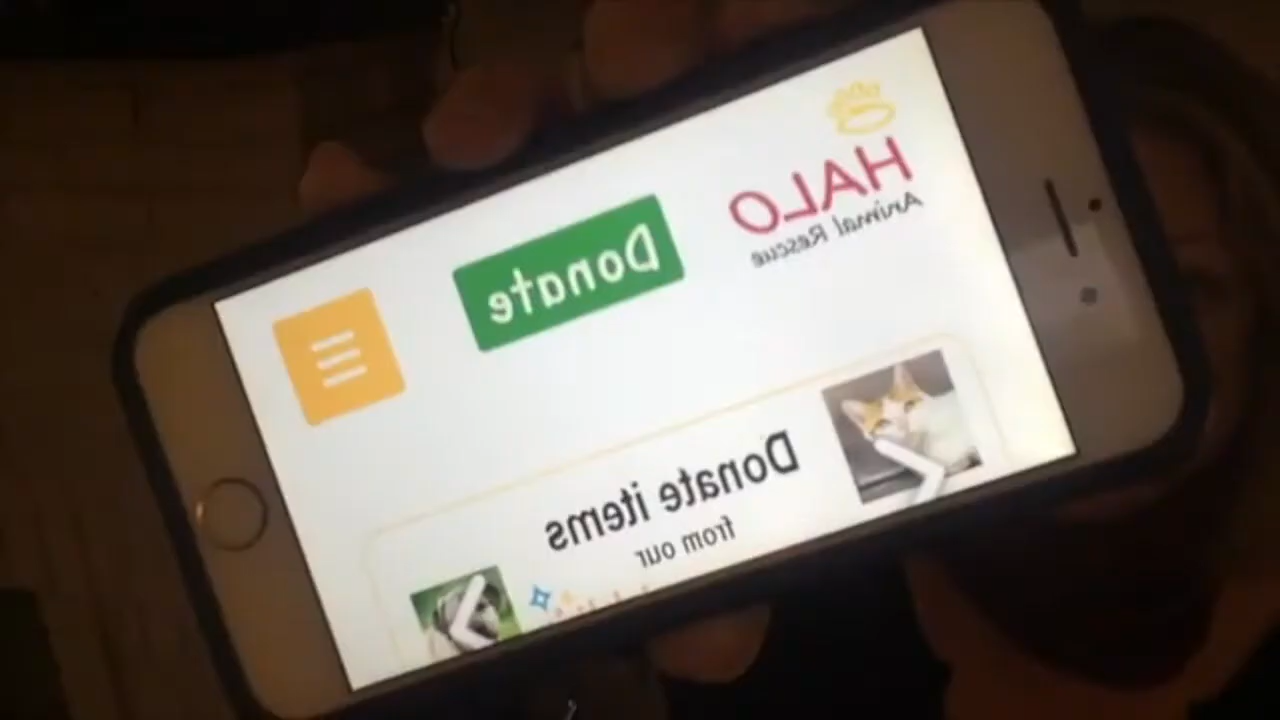 HALO
Animal Rescue
Donate
Donate items
from our